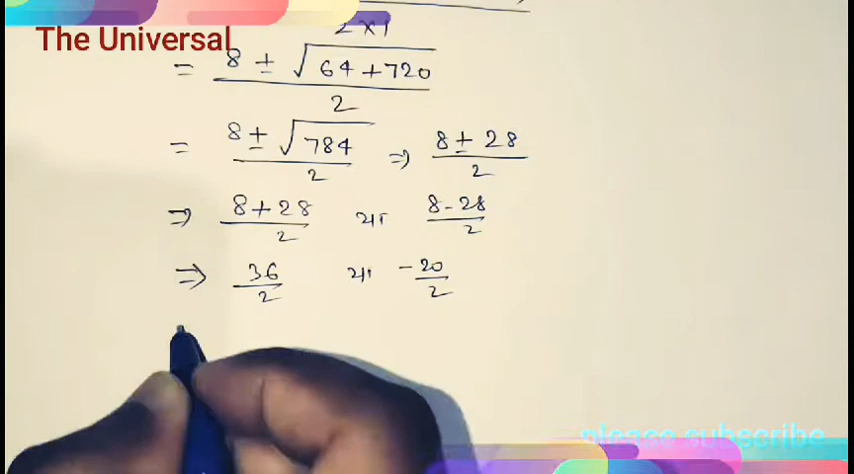 2×1
The Universal
= 8 ± √64+720 / 2
= 8 ± √784 / 2 ⇒ 8 ± 28 / 2
⇒ 8+28 / 2 या 8-28 / 2
⇒ 36 / 2 या -20 / 2
please subscribe